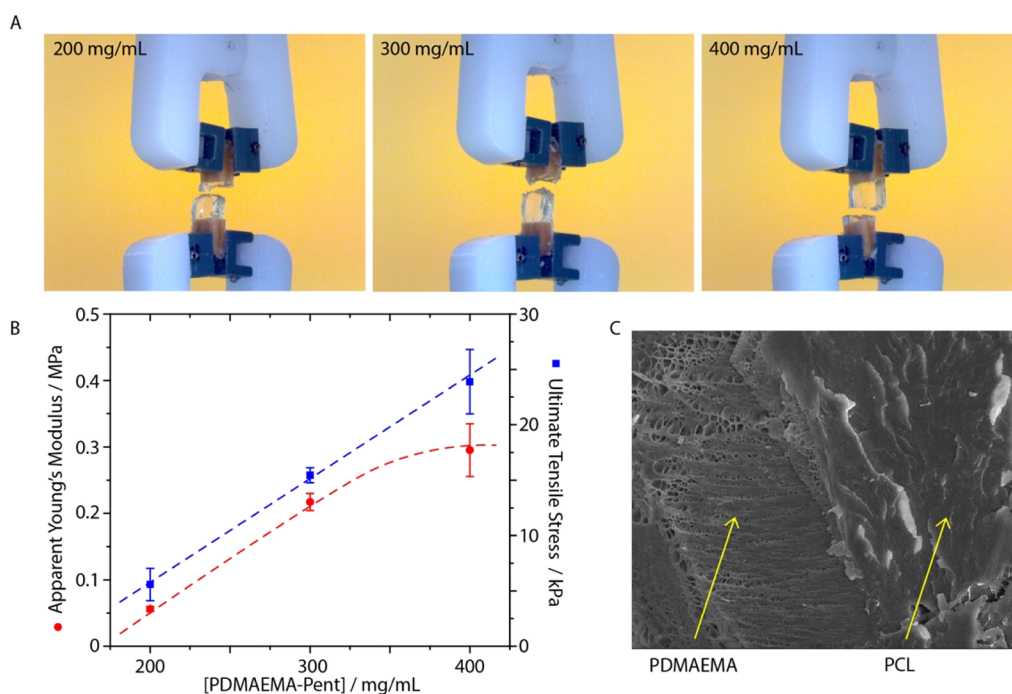 A
200 mg/mL
300 mg/mL
400 mg/mL
B
0.5
0.4
0.3
0.2
0.1
0
Apparent Young's Modulus / MPa
30
20
10
0
Ultimate Tensile Stress / kPa
200
300
400
[PDMAEMA-Pent] / mg/mL
C
PDMAEMA
PCL